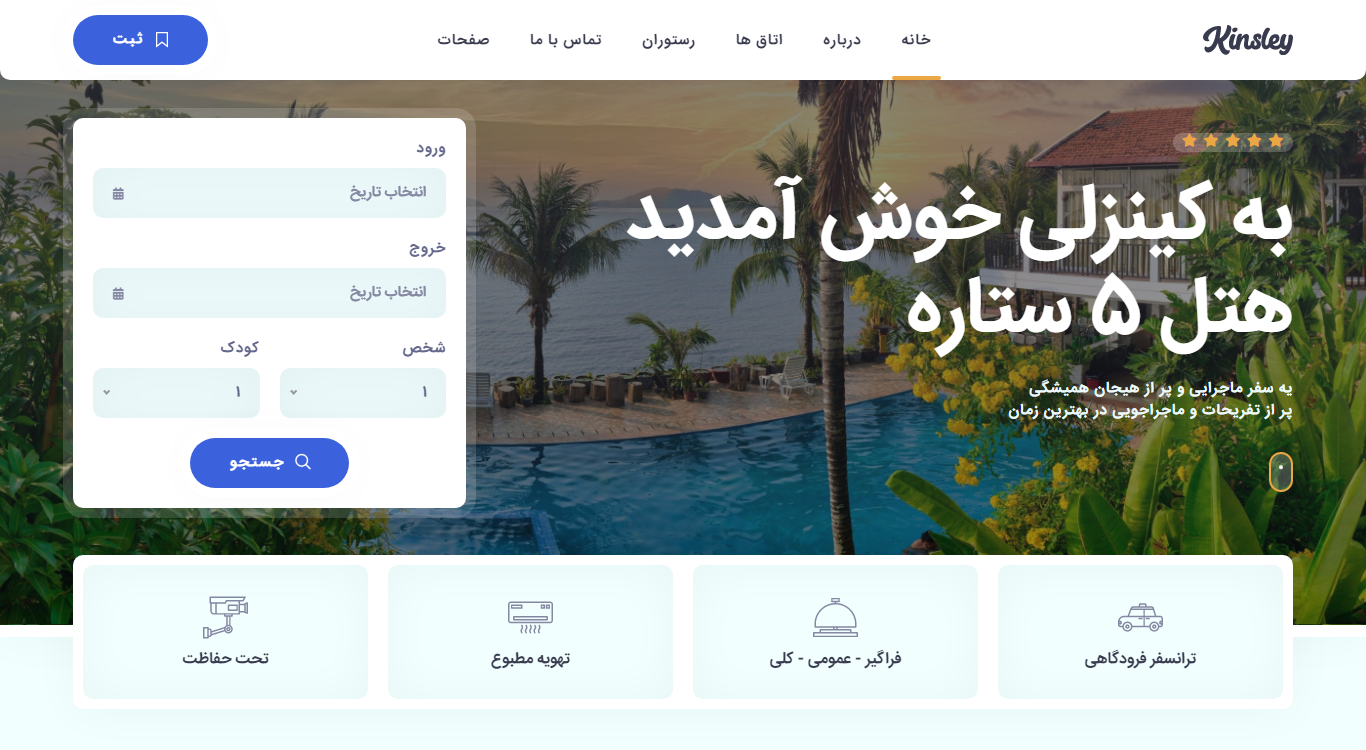 Kinsley
خانه
درباره
اتاق ها
رستوران
تماس با ما
صفحات
ثبت
به کینزلی خوش آمدید
هتل ۵ ستاره
یه سفر ماجرایی و پر از هیجان همیشگی
پر از تفریحات و ماجراجویی در بهترین زمان
ورود
انتخاب تاریخ
خروج
انتخاب تاریخ
شخص
کودک
۱
۱
جستجو
ترانسفر فرودگاهی
فراگیر - عمومی - کلی
تهویه مطبوع
تحت حفاظت